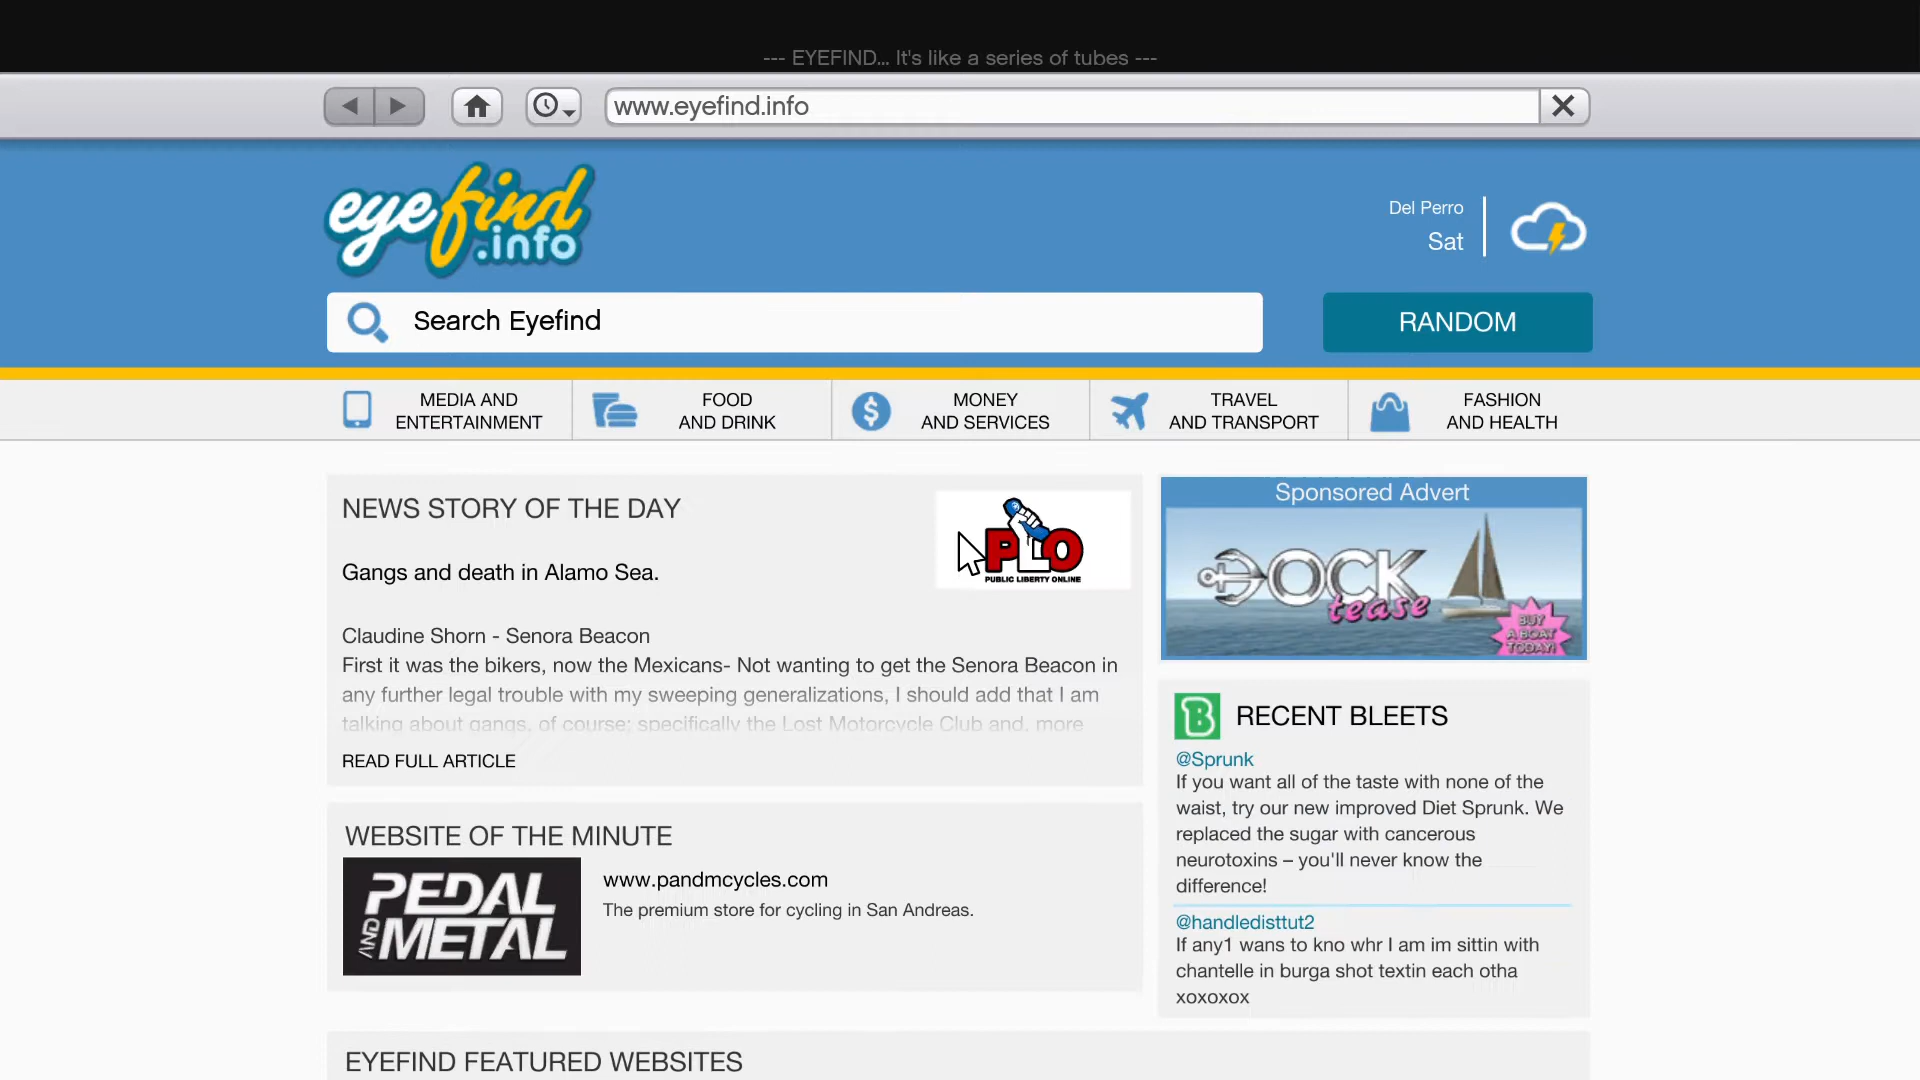 --- EYEFIND... It's like a series of tubes ---
www.eyefind.info
eyefind
.info
Del Perro
Sat
Search Eyefind
RANDOM
MEDIA AND
ENTERTAINMENT
FOOD
AND DRINK
MONEY
AND SERVICES
TRAVEL
AND TRANSPORT
FASHION
AND HEALTH
NEWS STORY OF THE DAY
PLO
PUBLIC LIBERTY ONLINE
Gangs and death in Alamo Sea.
Claudine Shorn - Senora Beacon
First it was the bikers, now the Mexicans- Not wanting to get the Senora Beacon in
any further legal trouble with my sweeping generalizations, I should add that I am
talking about gangs, of course; specifically the Lost Motorcycle Club and, more
READ FULL ARTICLE
WEBSITE OF THE MINUTE
PEDAL
AND
METAL
www.pandmcycles.com
The premium store for cycling in San Andreas.
Sponsored Advert
DOCK
tease
BUY
A BOAT
TODAY!
B
RECENT BLEETS
@Sprunk
If you want all of the taste with none of the
waist, try our new improved Diet Sprunk. We
replaced the sugar with cancerous
neurotoxins – you'll never know the
difference!
@handledisttut2
If any1 wans to kno whr I am im sittin with
chantelle in burga shot textin each otha
xoxoxox
EYEFIND FEATURED WEBSITES